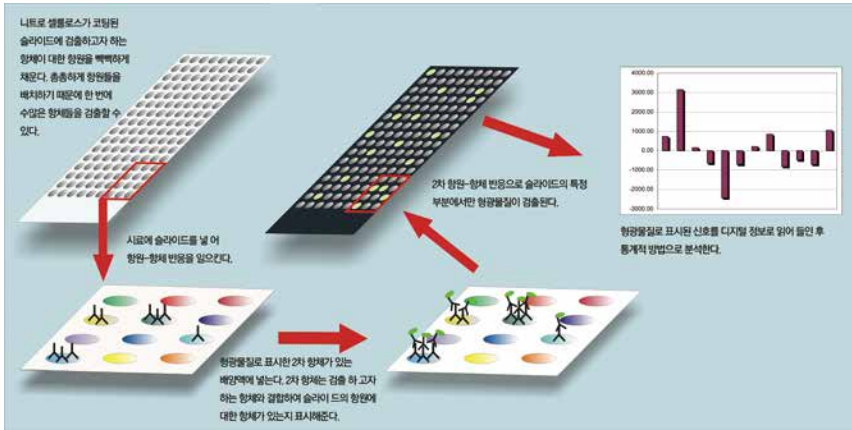 니트로 셀룰로스가 코팅된
슬라이드에 검출하고자 하는
항체이 대한 항원을 빽빽하게
채운다. 촘촘하게 항원들을
배치하기 때문에 한 번에
수많은 항체들을 검출할 수
있다.
시료에 슬라이드를 넣 어
항원-항체 반응을 일으킨다.
형광물질로 표시한 2차 항체가 있는
배양액에 넣는다. 2차 항체는 검출 하 고자
하는 항체와 결합하여 슬라이 드의 항원에
대한 항체가 있는지 표시해준다.
2차 항원-항체 반응으로 슬라이드의 특정
부분에서만 형광물질이 검출된다.
4000.00
3000.00
2000.00
1000.00
0.00
-1000.00
-2000.00
-3000.00
형광물질로 표시된 신호를 디지털 정보로 읽어 들인 후
통계적 방법으로 분석한다.